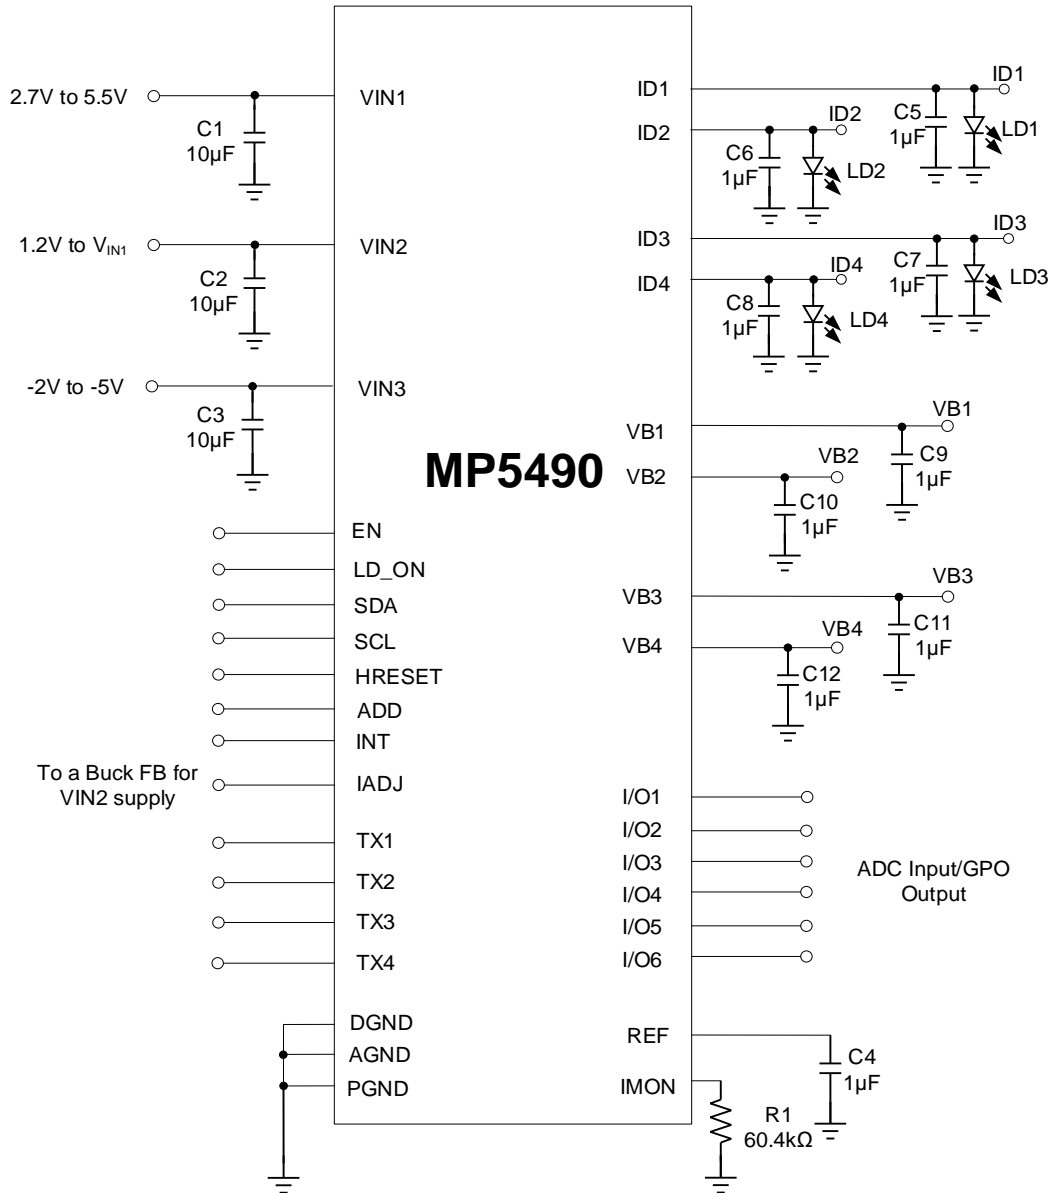 2.7V to 5.5V
C1
10µF
VIN1
1.2V to VIN1
C2
10µF
VIN2
-2V to -5V
C3
10µF
VIN3
MP5490
EN
LD_ON
SDA
SCL
HRESET
ADD
INT
To a Buck FB for
VIN2 supply
IADJ
TX1
TX2
TX3
TX4
DGND
AGND
PGND
ID1
ID1
C5
1µF
LD1
ID2
ID2
C6
1µF
LD2
ID3
ID3
C7
1µF
LD3
ID4
ID4
C8
1µF
LD4
VB1
VB1
C9
1µF
VB2
VB2
C10
1µF
VB3
VB3
C11
1µF
VB4
VB4
C12
1µF
I/O1
I/O2
I/O3
I/O4
I/O5
I/O6
ADC Input/GPO
Output
REF
C4
1µF
IMON
R1
60.4kΩ